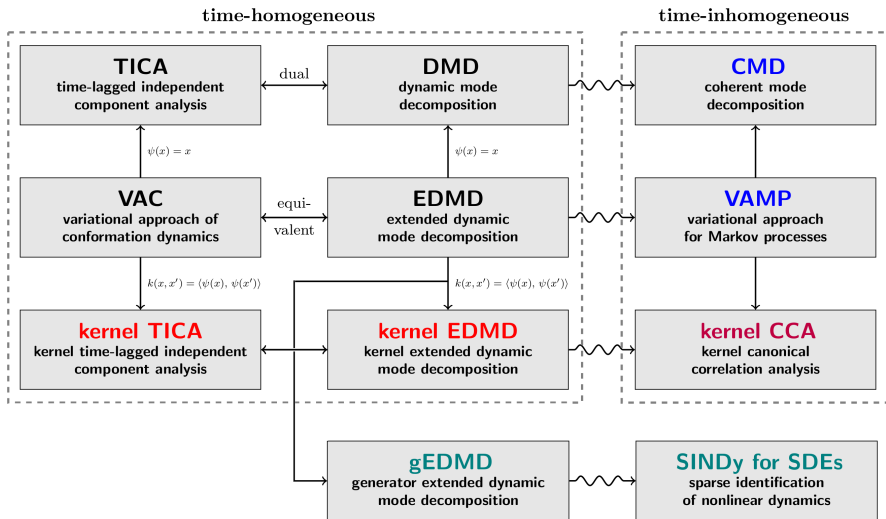 time-homogeneous
time-inhomogeneous
TICA
time-lagged independent
component analysis
dual
DMD
dynamic mode
decomposition
CMD
coherent mode
decomposition
ψ(x) = x
ψ(x) = x
VAC
variational approach of
conformation dynamics
equi-
valent
EDMD
extended dynamic
mode decomposition
VAMP
variational approach
for Markov processes
k(x, x′) = ⟨ψ(x), ψ(x′)⟩
k(x, x′) = ⟨ψ(x), ψ(x′)⟩
kernel TICA
kernel time-lagged independent
component analysis
kernel EDMD
kernel extended dynamic
mode decomposition
kernel CCA
kernel canonical
correlation analysis
gEDMD
generator extended dynamic
mode decomposition
SINDy for SDEs
sparse identification
of nonlinear dynamics